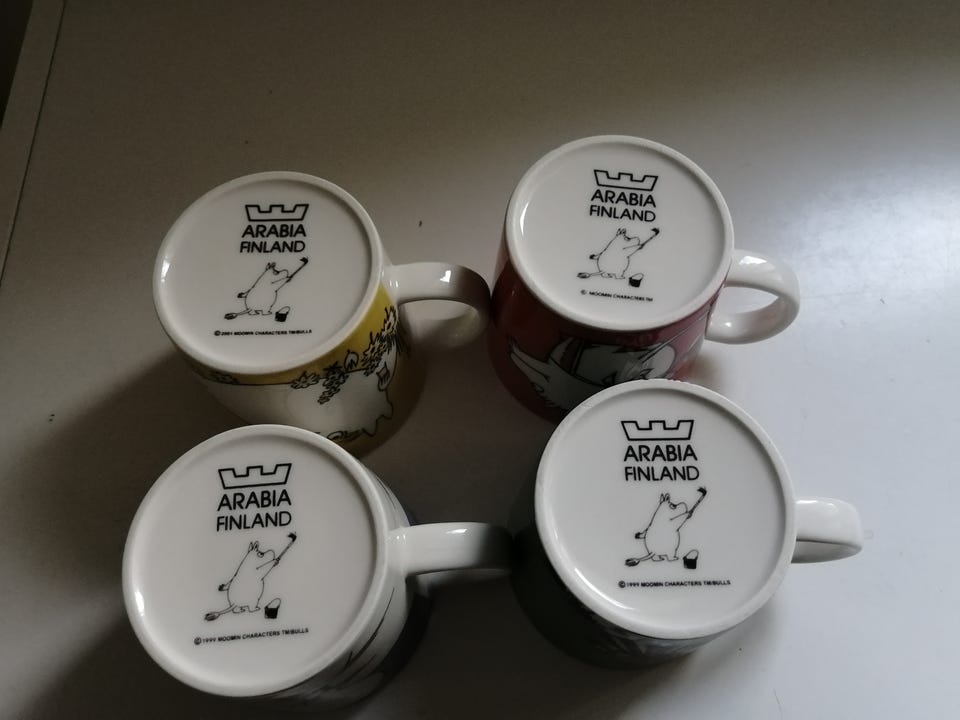 ARABIA
FINLAND
©2001 MOOMIN CHARACTERS TM/BULLS
ARABIA
FINLAND
© MOOMIN CHARACTERS TM
ARABIA
FINLAND
©1999 MOOMIN CHARACTERS TM/BULLS
ARABIA
FINLAND
©1999 MOOMIN CHARACTERS TM/BULLS